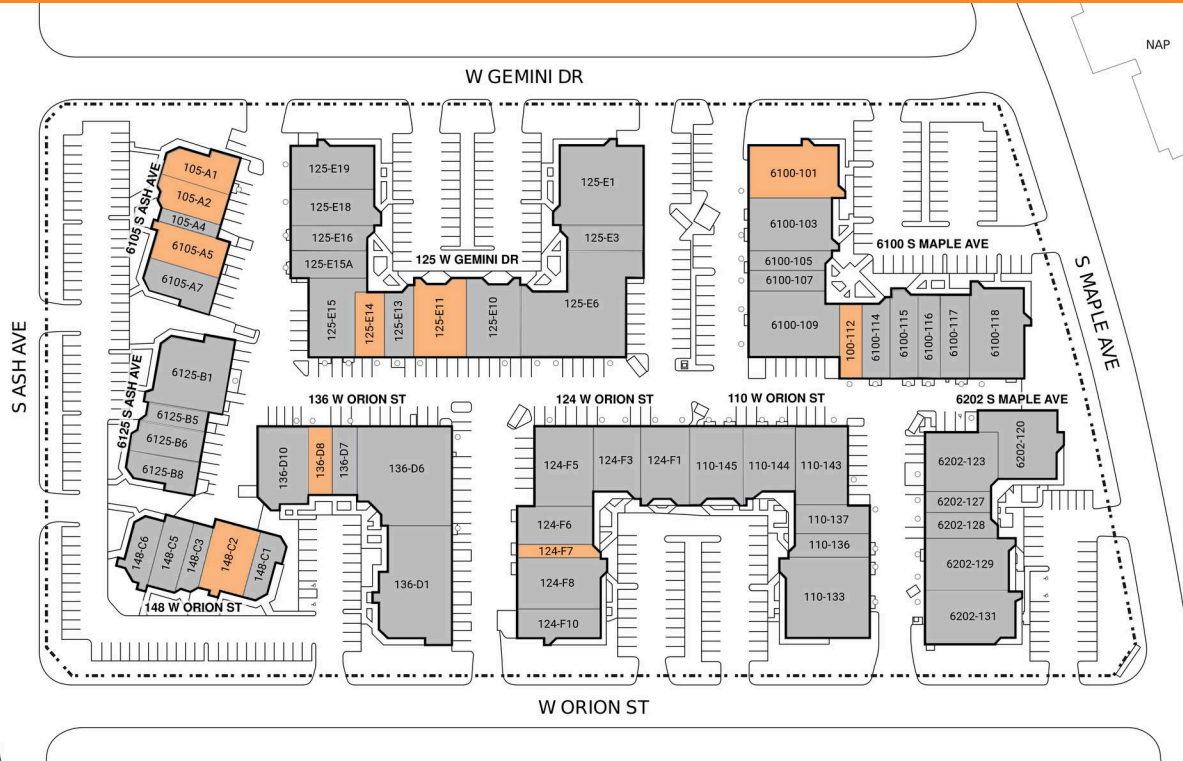 NAP
W GEMINI DR
S ASH AVE
S MAPLE AVE
6105 S ASH AVE
105-A1
105-A2
105-A4
6105-A5
6105-A7
6125 S ASH AVE
6125-B1
6125-B5
6125-B6
6125-B8
148-C6
148-C5
148-C3
148-C2
148-C1
148 W ORION ST
125-E19
125-E18
125-E16
125-E15A
125-E15
125-E14
125-E13
125-E11
125-E10
125 W GEMINI DR
125-E1
125-E3
125-E6
6100-101
6100-103
6100-105
6100-107
6100-109
6100 S MAPLE AVE
100-112
6100-114
6100-115
6100-116
6100-117
6100-118
136 W ORION ST
136-D10
136-D8
136-D7
136-D6
136-D1
124 W ORION ST
110 W ORION ST
124-F5
124-F3
124-F1
110-145
110-144
110-143
124-F6
124-F7
124-F8
124-F10
110-137
110-136
110-133
6202 S MAPLE AVE
6202-120
6202-123
6202-127
6202-128
6202-129
6202-131
W ORION ST